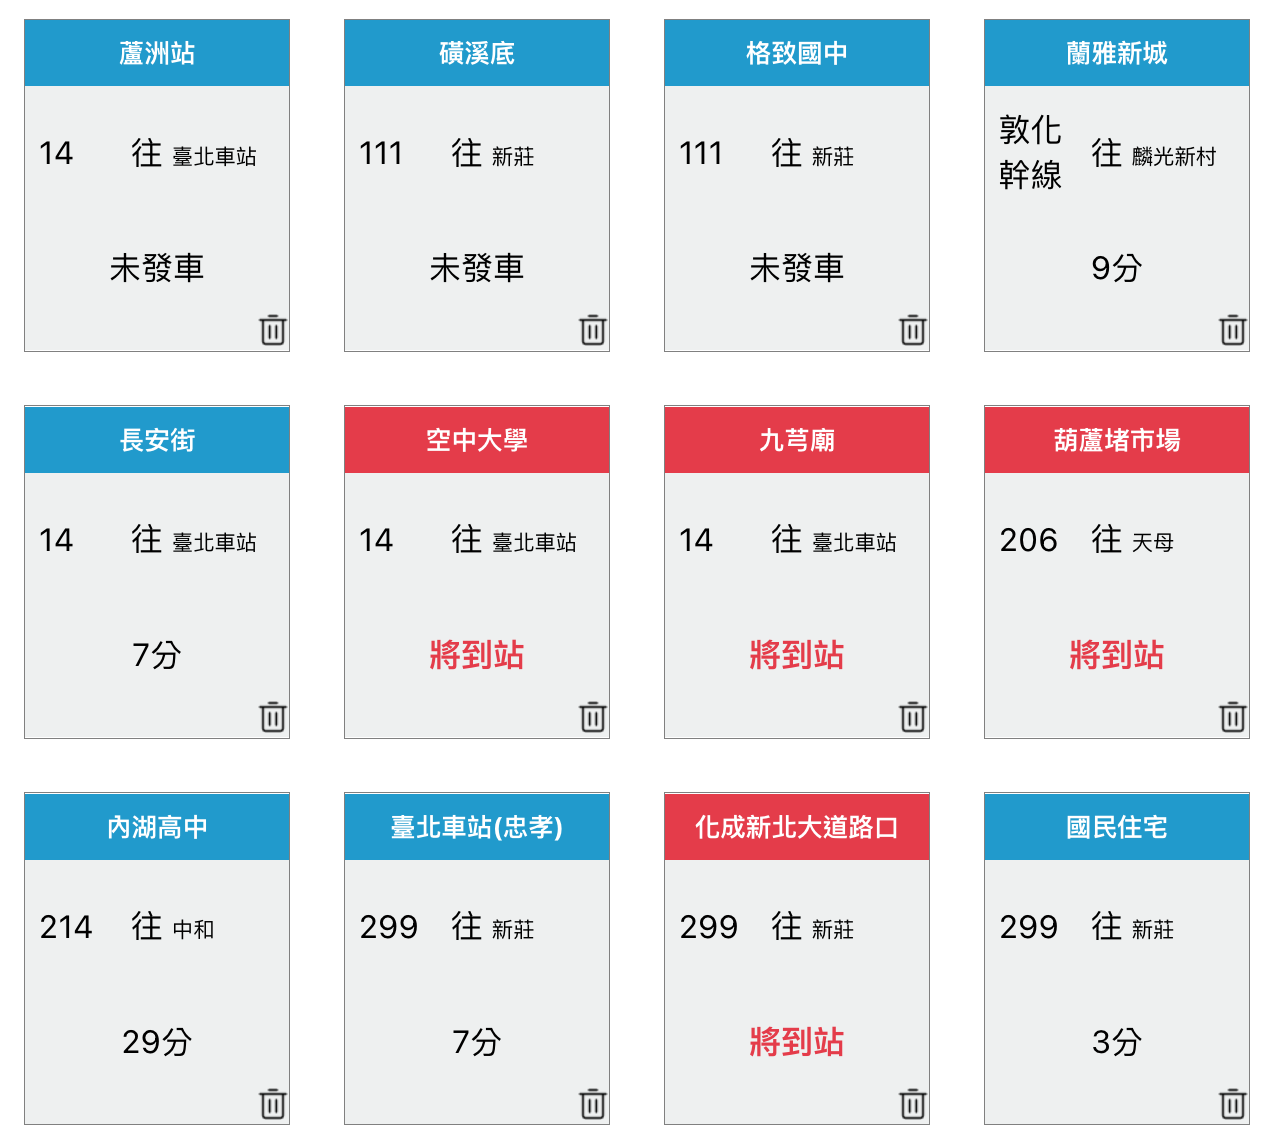 蘆洲站
14 往 臺北車站
未發車
磺溪底
111 往 新莊
未發車
格致國中
111 往 新莊
未發車
蘭雅新城
敦化
幹線 往 麟光新村
9分
長安街
14 往 臺北車站
7分
空中大學
14 往 臺北車站
將到站
九芎廟
14 往 臺北車站
將到站
葫蘆堵市場
206 往 天母
將到站
內湖高中
214 往 中和
29分
臺北車站(忠孝)
299 往 新莊
7分
化成新北大道路口
299 往 新莊
將到站
國民住宅
299 往 新莊
3分